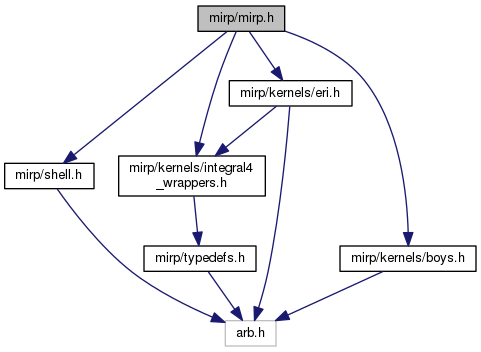 mirp/mirp.h
mirp/kernels/eri.h
mirp/shell.h
mirp/kernels/integral4
_wrappers.h
mirp/typedefs.h
mirp/kernels/boys.h
arb.h